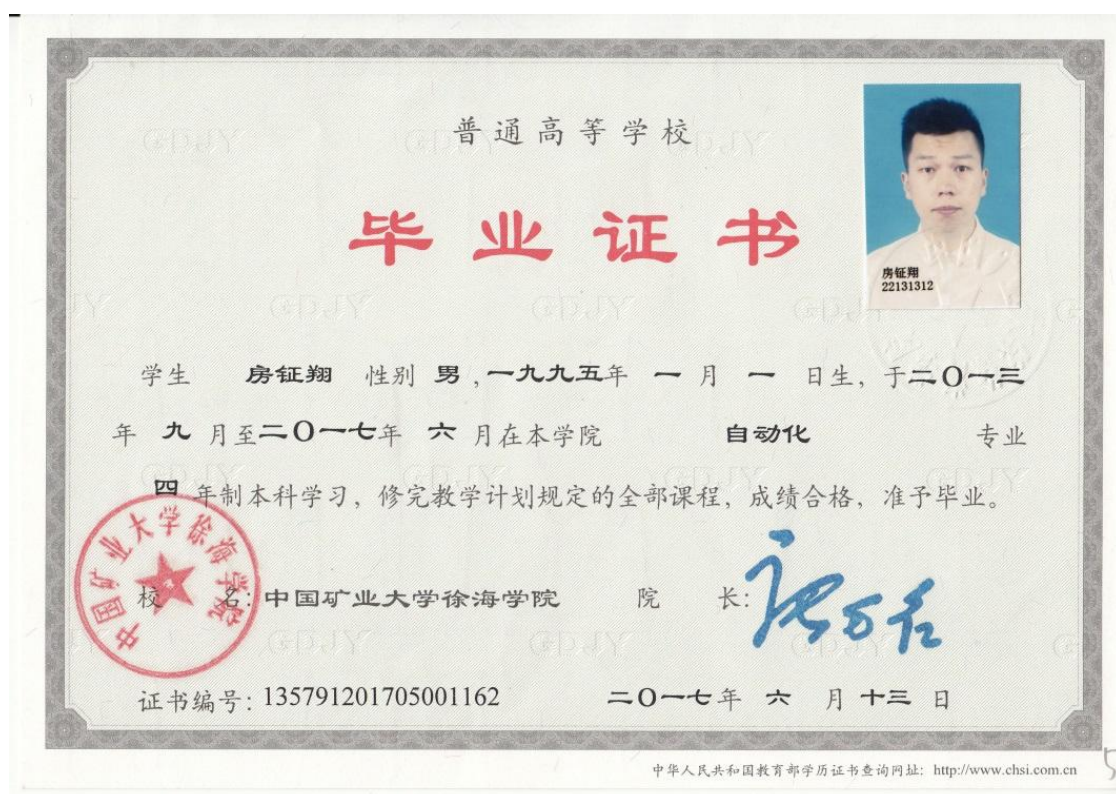 普通高等学校
毕业证书
房钲翔
22131312
学生 房钲翔 性别 男 ,一九九五年 一 月 一 日生, 于二〇一三
年 九 月至二〇一七年 六 月在本学院 自动化 专业
四 年制本科学习, 修完教学计划规定的全部课程, 成绩合格, 准予毕业。
中国矿业大学徐海学院
校 名: 中国矿业大学徐海学院 院 长:
证书编号: 135791201705001162 二〇一七年 六 月 十三 日
中华人民共和国教育部学历证书查询网址: http://www.chsi.com.cn
GDJY